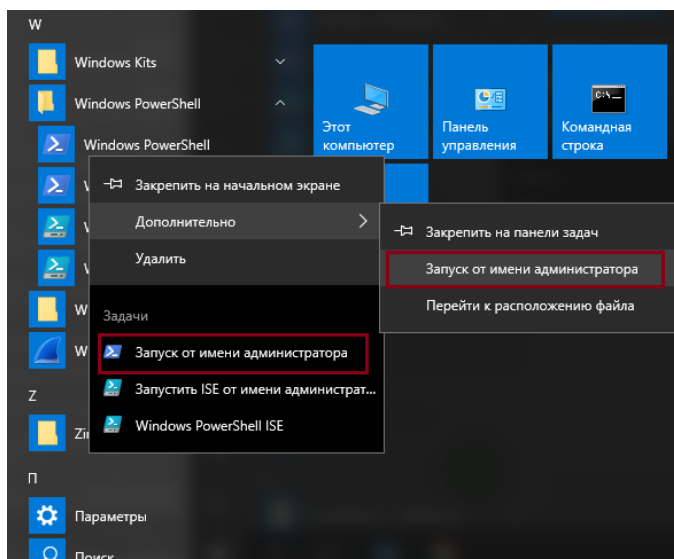 W
Windows Kits
Windows PowerShell
Windows PowerShell
Закрепить на начальном экране
Дополнительно
Удалить
Задачи
Запуск от имени администратора
Запустить ISE от имени администрат...
Windows PowerShell ISE
Закрепить на панели задач
Запуск от имени администратора
Перейти к расположению файла
Этот
компьютер
Панель
управления
C:\_
Командная
строка
W
W
Z
Zi
П
Параметры
Поиск